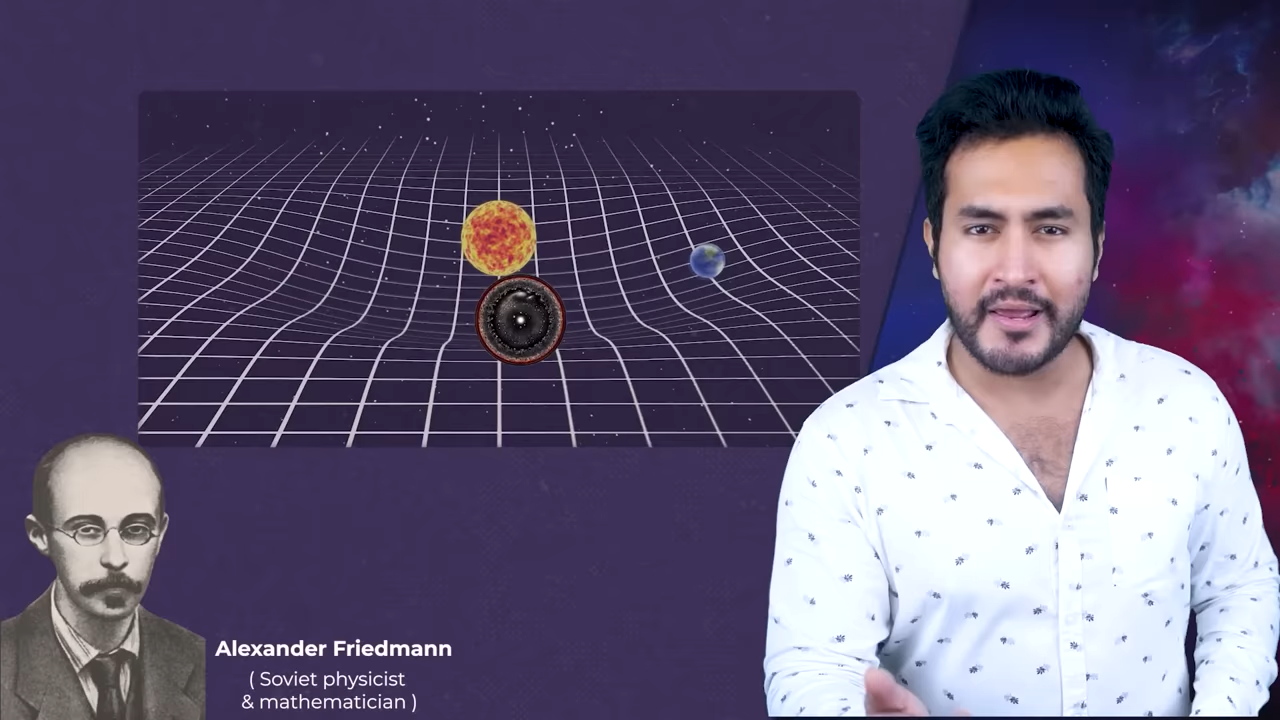 Alexander Friedmann
( Soviet physicist
& mathematician )